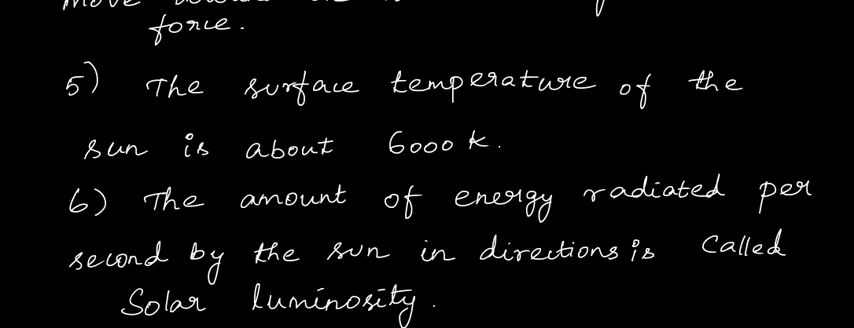 force.
5) The surface temperature of the
sun is about 6000 K.
6) The amount of energy radiated per
second by the sun in directions is called
Solar luminosity.